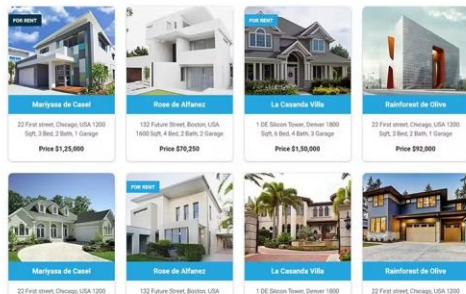 FOR RENT
Mariyasa de Casel
22 First street, Chicago, USA 1200
Sqft, 3 Bed, 2 Bath, 1 Garage
Price $1,25,000
Rose de Alfanez
132 Future Street, Boston, USA
1600 Sqft, 4 Bed, 2 Bath, 2 Garage
Price $70,250
FOR RENT
La Casanda Villa
1 DE Silicon Tower, Denver 1800
Sqft, 6 Bed, 4 Bath, 3 Garage
Price $1,50,000
Rainforest de Olive
22 First street, Chicago, USA 1200
Sqft, 3 Bed, 2 Bath, 1 Garage
Price $92,000
Mariyasa de Casel
22 First street, Chicago, USA 1200
FOR RENT
Rose de Alfanez
132 Future Street, Boston, USA
La Casanda Villa
1 DE Silicon Tower, Denver 1800
Rainforest de Olive
22 First street, Chicago, USA 1200